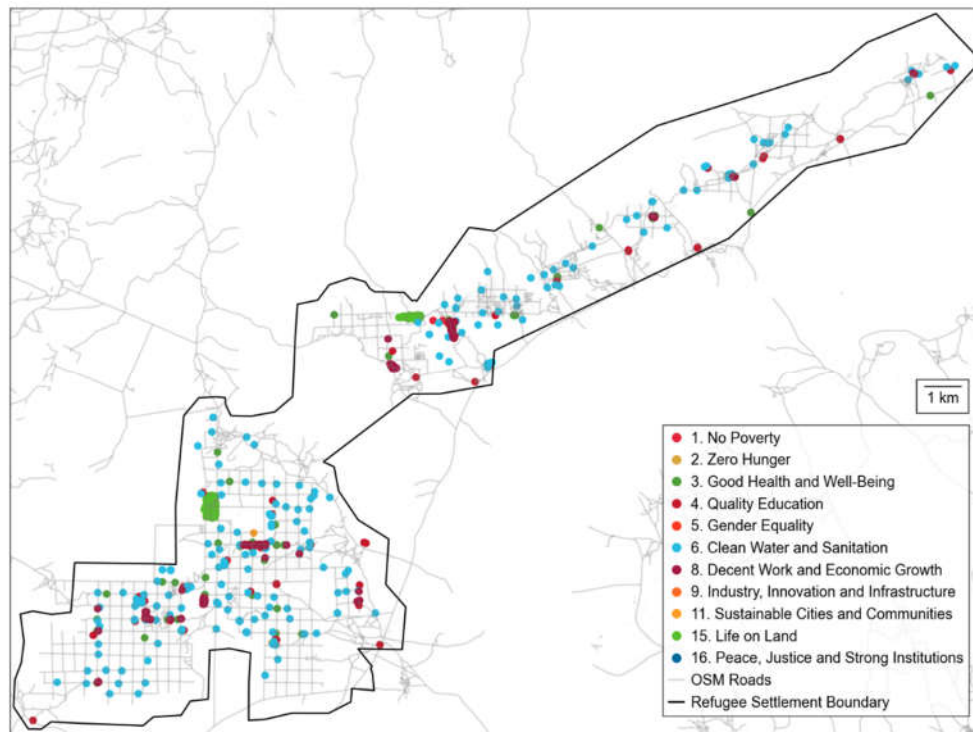 1 km
1. No Poverty
2. Zero Hunger
3. Good Health and Well-Being
4. Quality Education
5. Gender Equality
6. Clean Water and Sanitation
8. Decent Work and Economic Growth
9. Industry, Innovation and Infrastructure
11. Sustainable Cities and Communities
15. Life on Land
16. Peace, Justice and Strong Institutions
OSM Roads
Refugee Settlement Boundary